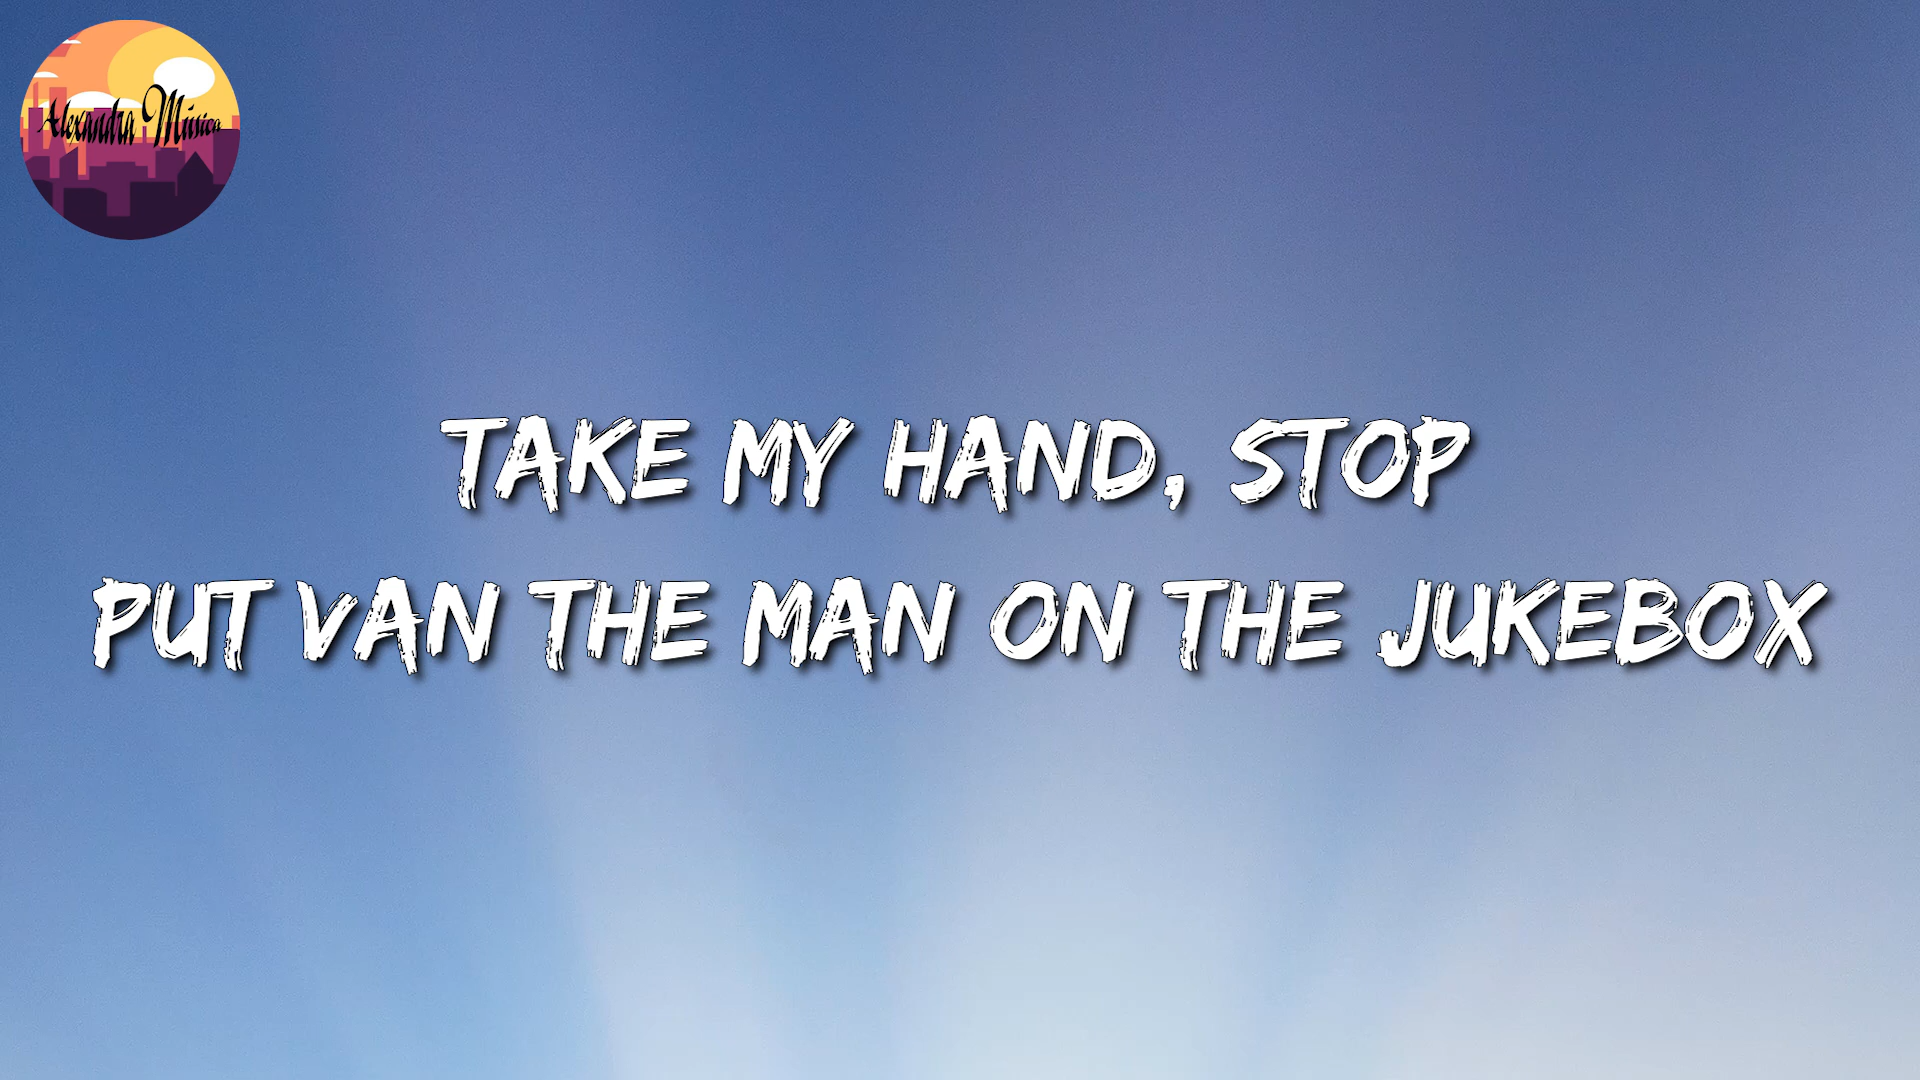 Alexandra Música
TAKE MY HAND, STOP
PUT VAN THE MAN ON THE JUKEBOX